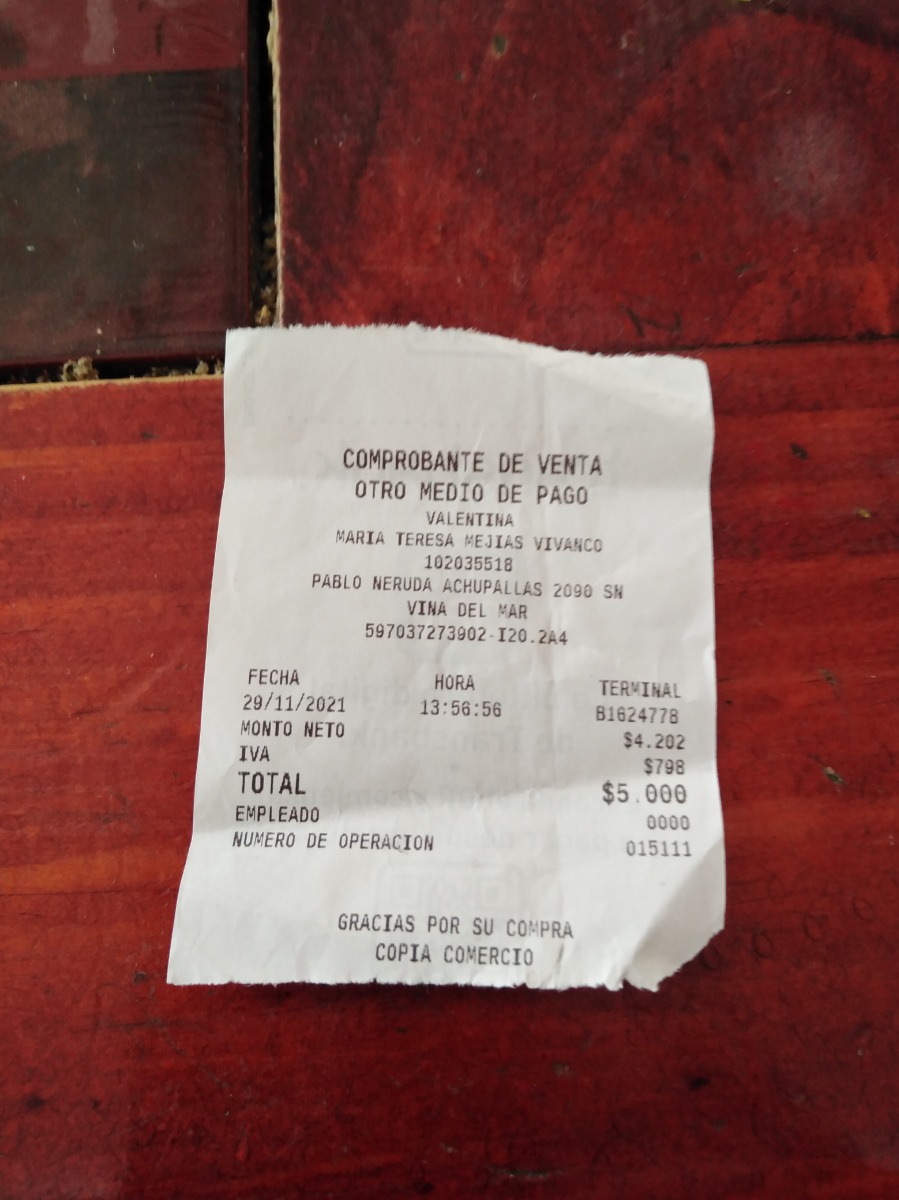 COMPROBANTE DE VENTA
OTRO MEDIO DE PAGO
VALENTINA
MARIA TERESA MEJIAS VIVANCO
102035518
PABLO NERUDA ACHUPALLAS 2090 SN
VINA DEL MAR
597037273902-I20.2A4
FECHA HORA TERMINAL
29/11/2021 13:56:56 B1624778
MONTO NETO $4.202
IVA $798
TOTAL $5.000
EMPLEADO 0000
NUMERO DE OPERACION 015111
GRACIAS POR SU COMPRA
COPIA COMERCIO